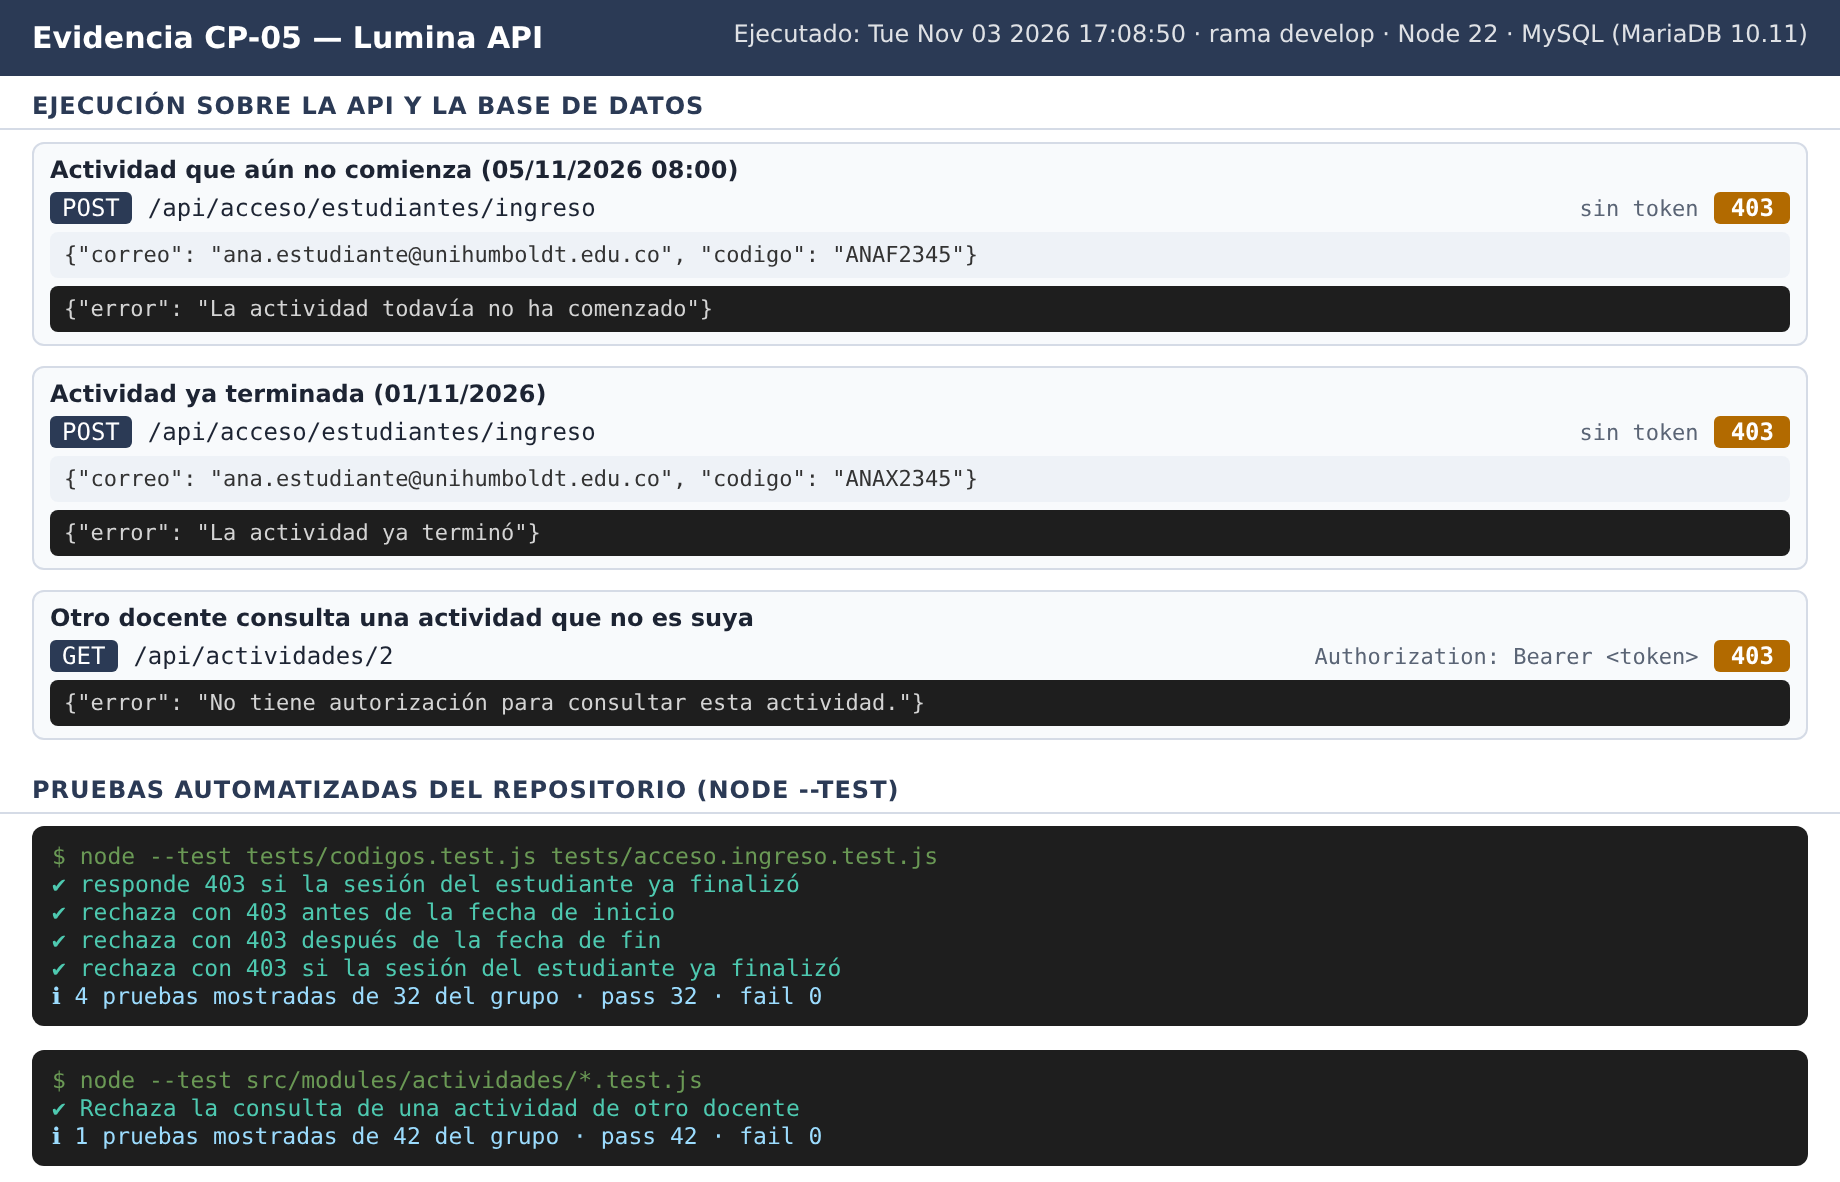 Evidencia CP-05 — Lumina API
Ejecutado: Tue Nov 03 2026 17:08:50 · rama develop · Node 22 · MySQL (MariaDB 10.11)
EJECUCIÓN SOBRE LA API Y LA BASE DE DATOS
Actividad que aún no comienza (05/11/2026 08:00)
POST /api/acceso/estudiantes/ingreso sin token 403
{"correo": "ana.estudiante@unihumboldt.edu.co", "codigo": "ANAF2345"}
{"error": "La actividad todavía no ha comenzado"}
Actividad ya terminada (01/11/2026)
POST /api/acceso/estudiantes/ingreso sin token 403
{"correo": "ana.estudiante@unihumboldt.edu.co", "codigo": "ANAX2345"}
{"error": "La actividad ya terminó"}
Otro docente consulta una actividad que no es suya
GET /api/actividades/2 Authorization: Bearer <token> 403
{"error": "No tiene autorización para consultar esta actividad."}
PRUEBAS AUTOMATIZADAS DEL REPOSITORIO (NODE --TEST)
$ node --test tests/codigos.test.js tests/acceso.ingreso.test.js
✔ responde 403 si la sesión del estudiante ya finalizó
✔ rechaza con 403 antes de la fecha de inicio
✔ rechaza con 403 después de la fecha de fin
✔ rechaza con 403 si la sesión del estudiante ya finalizó
ℹ 4 pruebas mostradas de 32 del grupo · pass 32 · fail 0
$ node --test src/modules/actividades/*.test.js
✔ Rechaza la consulta de una actividad de otro docente
ℹ 1 pruebas mostradas de 42 del grupo · pass 42 · fail 0